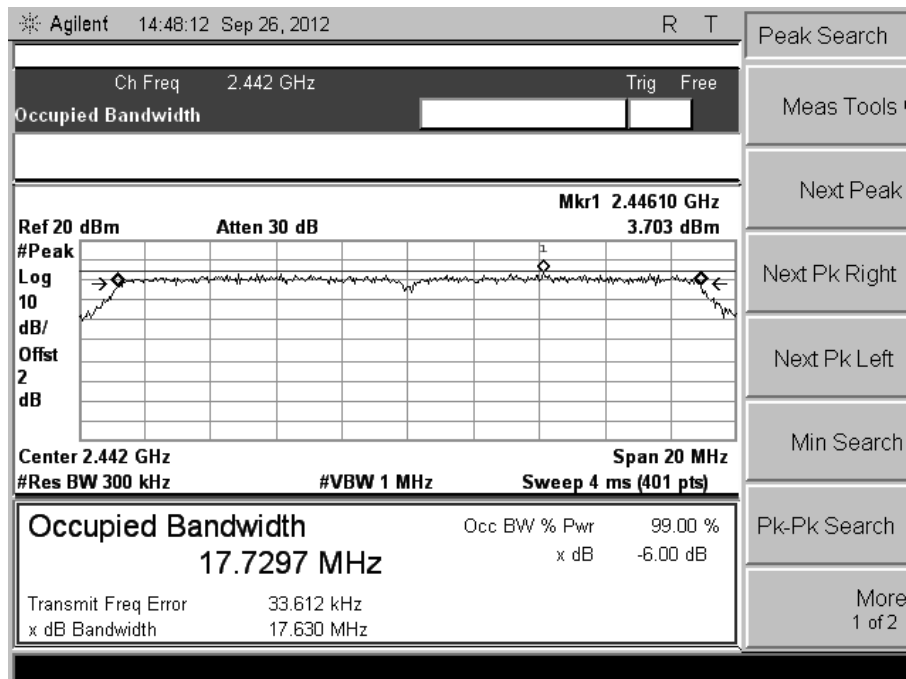 Agilent 14:48:12 Sep 26, 2012 R T
Peak Search
Ch Freq 2.442 GHz Trig Free
Occupied Bandwidth
Meas Tools
Next Peak
Mkr1 2.44610 GHz
Ref 20 dBm Atten 30 dB 3.703 dBm
#Peak
Log
10
dB/
Offst
2
dB
1
Next Pk Right
Next Pk Left
Center 2.442 GHz Span 20 MHz
#Res BW 300 kHz #VBW 1 MHz Sweep 4 ms (401 pts)
Min Search
Occupied Bandwidth Occ BW % Pwr 99.00 %
17.7297 MHz x dB -6.00 dB
Pk-Pk Search
Transmit Freq Error 33.612 kHz
x dB Bandwidth 17.630 MHz
More
1 of 2